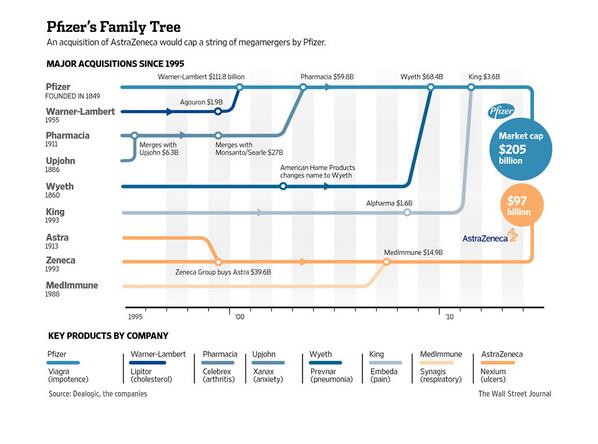 Pfizer's Family Tree
An acquisition of AstraZeneca would cap a string of megamergers by Pfizer.
MAJOR ACQUISITIONS SINCE 1995
Warner-Lambert $111.8 billion
Pharmacia $59.8B
Wyeth $68.4B
King $3.6B
Pfizer
FOUNDED IN 1849
Agouron $1.9B
Warner-Lambert
1955
Pfizer
Market cap
$205
billion
Pharmacia
1911
Merges with
Upjohn $6.3B
Merges with
Monsanto/Searle $27B
Upjohn
1886
American Home Products
changes name to Wyeth
Wyeth
1860
$97
billion
Alpharma $1.6B
King
1993
AstraZeneca
Astra
1913
MedImmune $14.9B
Zeneca
1993
Zeneca Group buys Astra $39.6B
MedImmune
1988
1995
'00
'10
KEY PRODUCTS BY COMPANY
Pfizer
Viagra
(impotence)
Warner-Lambert
Lipitor
(cholesterol)
Pharmacia
Celebrex
(arthritis)
Upjohn
Xanax
(anxiety)
Wyeth
Prevnar
(pneumonia)
King
Embeda
(pain)
MedImmune
Synagis
(respiratory)
AstraZeneca
Nexium
(ulcers)
Source: Dealogic, the companies
The Wall Street Journal